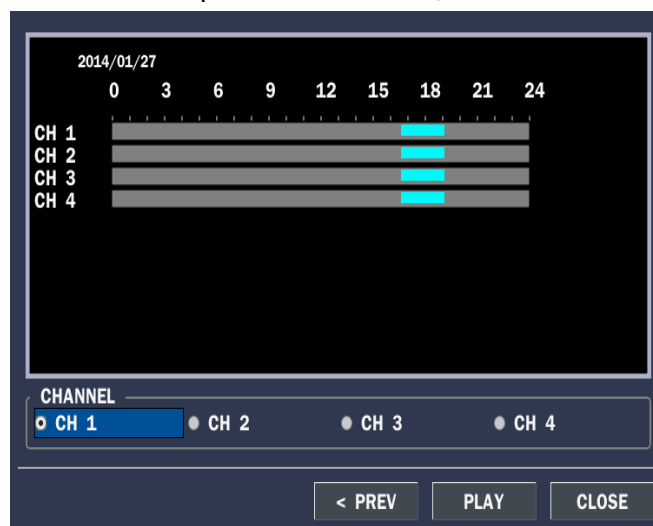 2014/01/27
0 3 6 9 12 15 18 21 24
CH 1
CH 2
CH 3
CH 4
CHANNEL
CH 1 CH 2 CH 3 CH 4
< PREV PLAY CLOSE